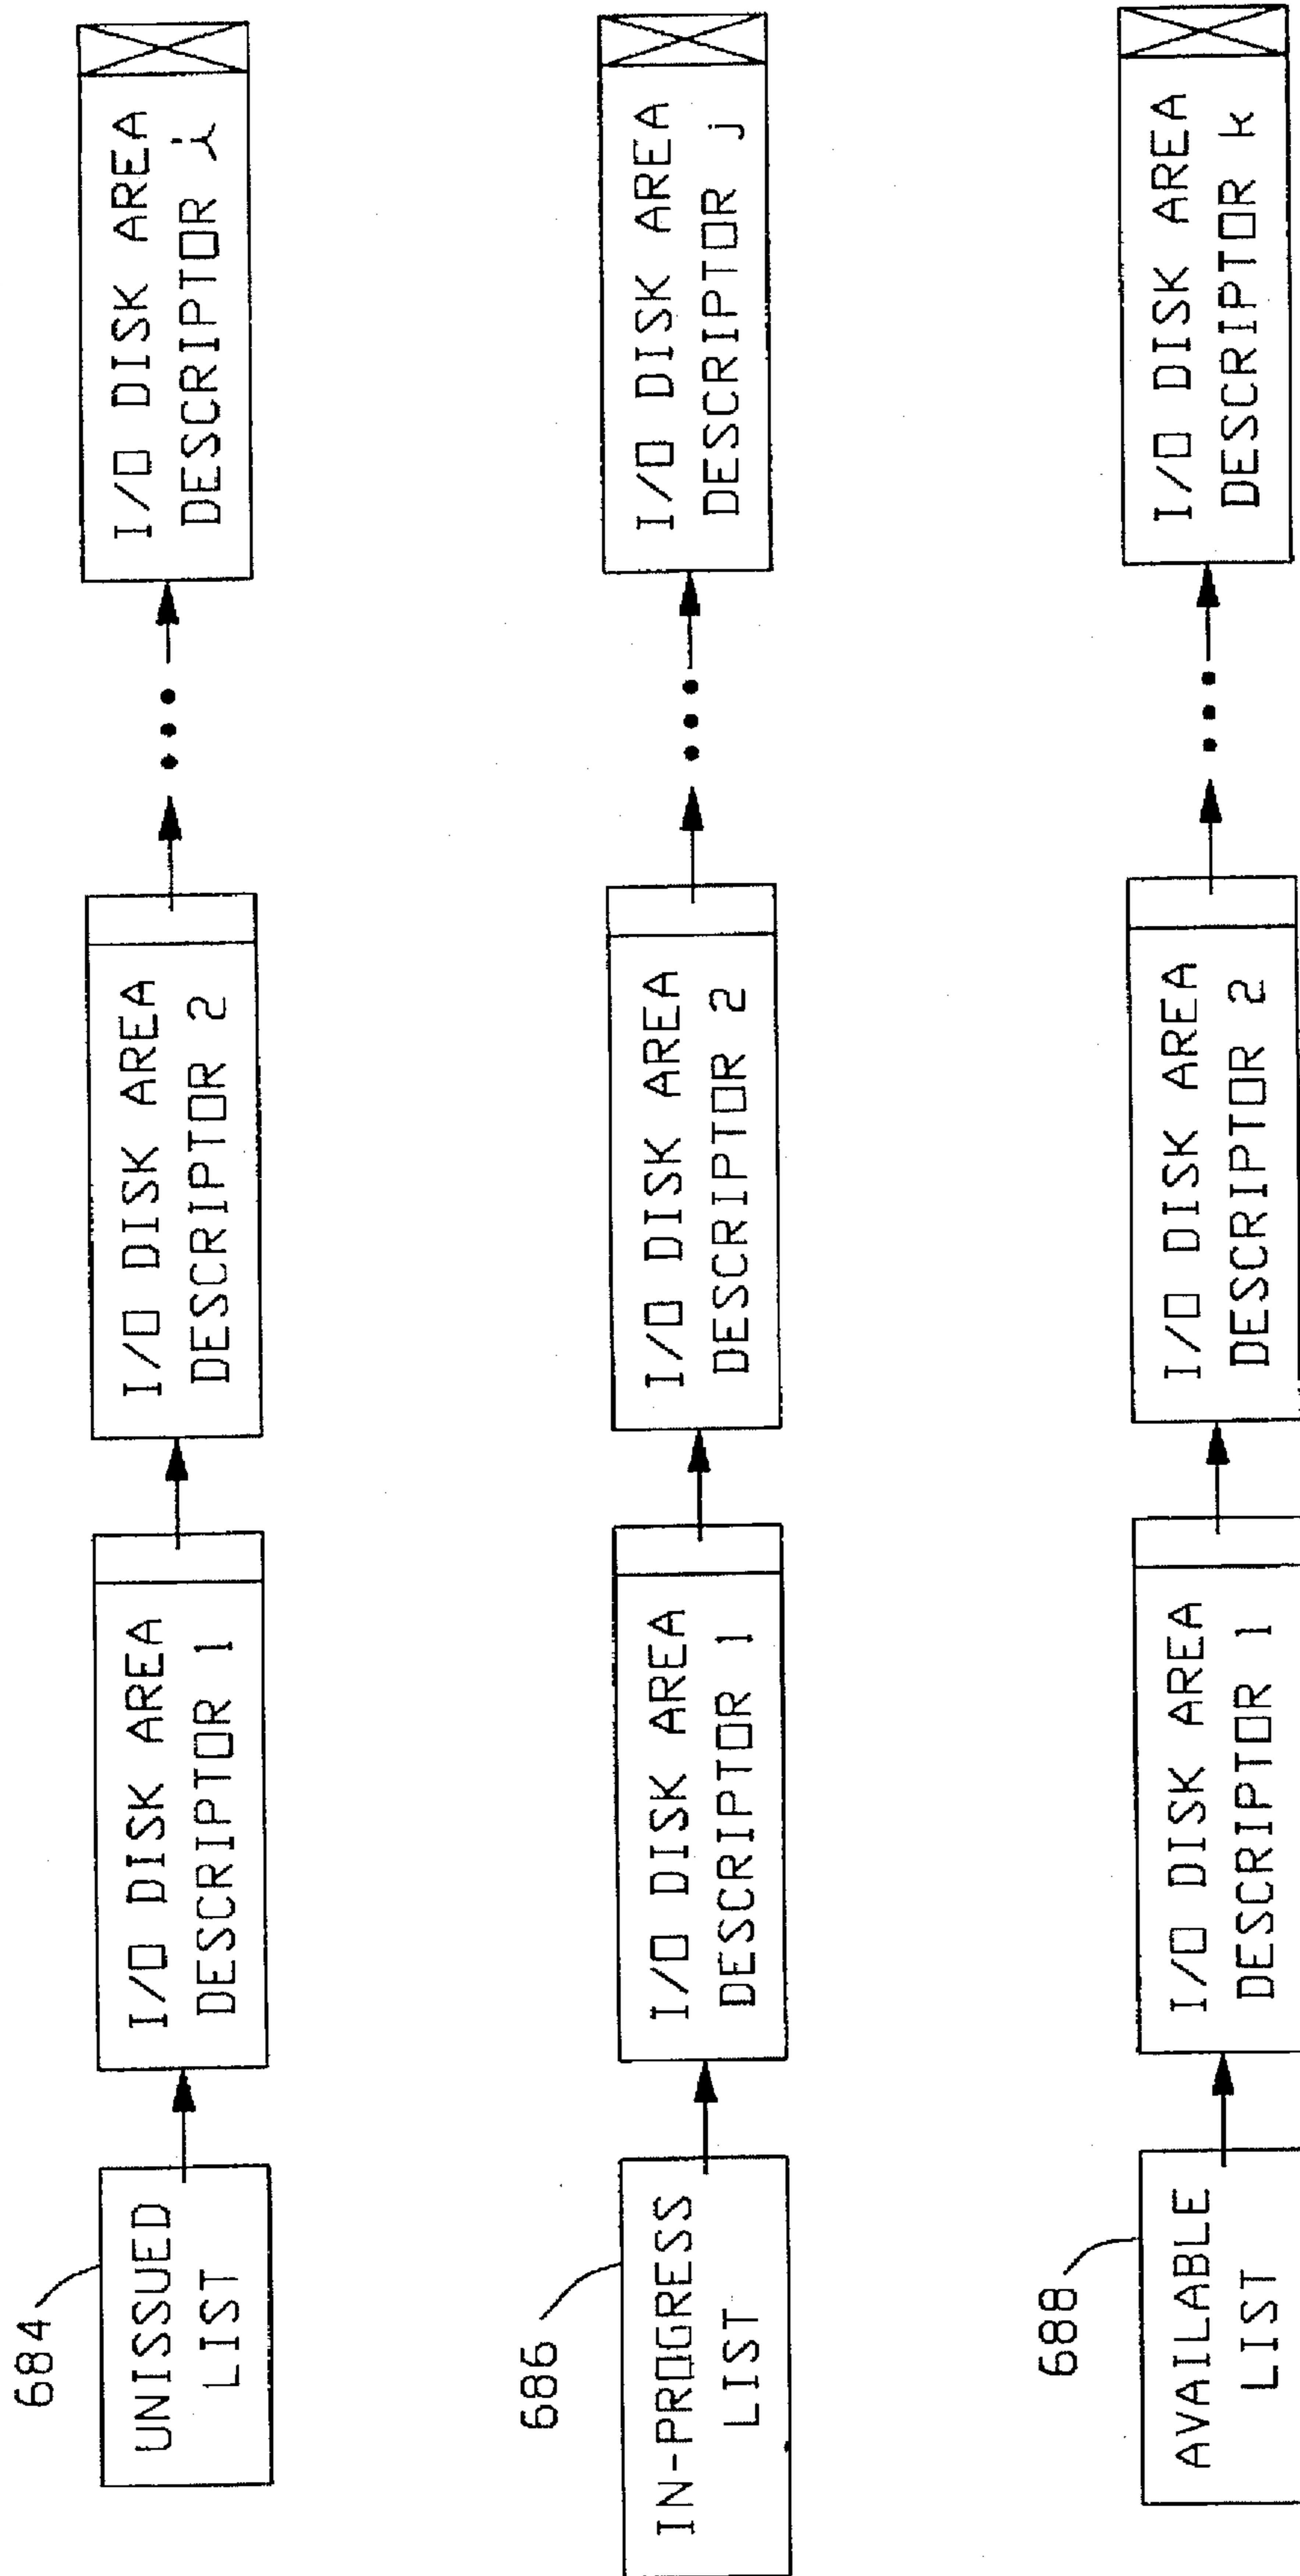 684
UNISSUED
LIST
I/O DISK AREA
DESCRIPTOR 1
I/O DISK AREA
DESCRIPTOR 2
I/O DISK AREA
DESCRIPTOR i
686
IN-PROGRESS
LIST
I/O DISK AREA
DESCRIPTOR 1
I/O DISK AREA
DESCRIPTOR 2
I/O DISK AREA
DESCRIPTOR j
688
AVAILABLE
LIST
I/O DISK AREA
DESCRIPTOR 1
I/O DISK AREA
DESCRIPTOR 2
I/O DISK AREA
DESCRIPTOR k